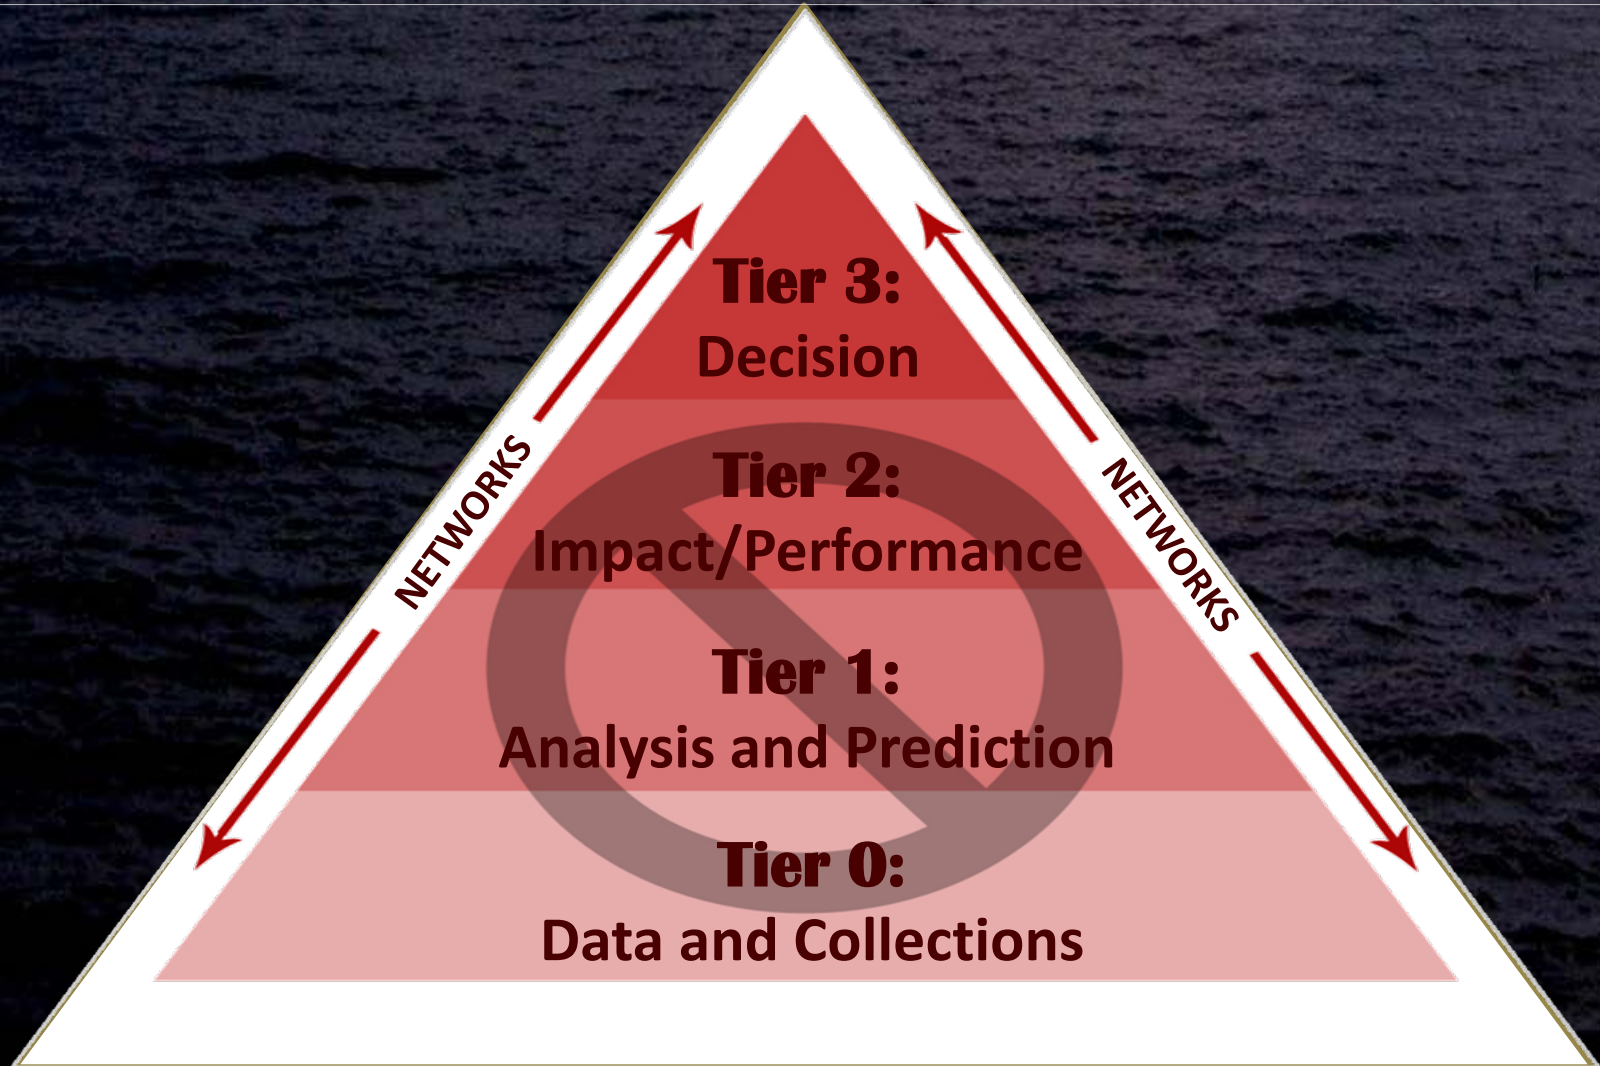 Tier 3:
Decision
NETWORKS
NETWORKS
Tier 2:
Impact/Performance
Tier 1:
Analysis and Prediction
Tier 0:
Data and Collections